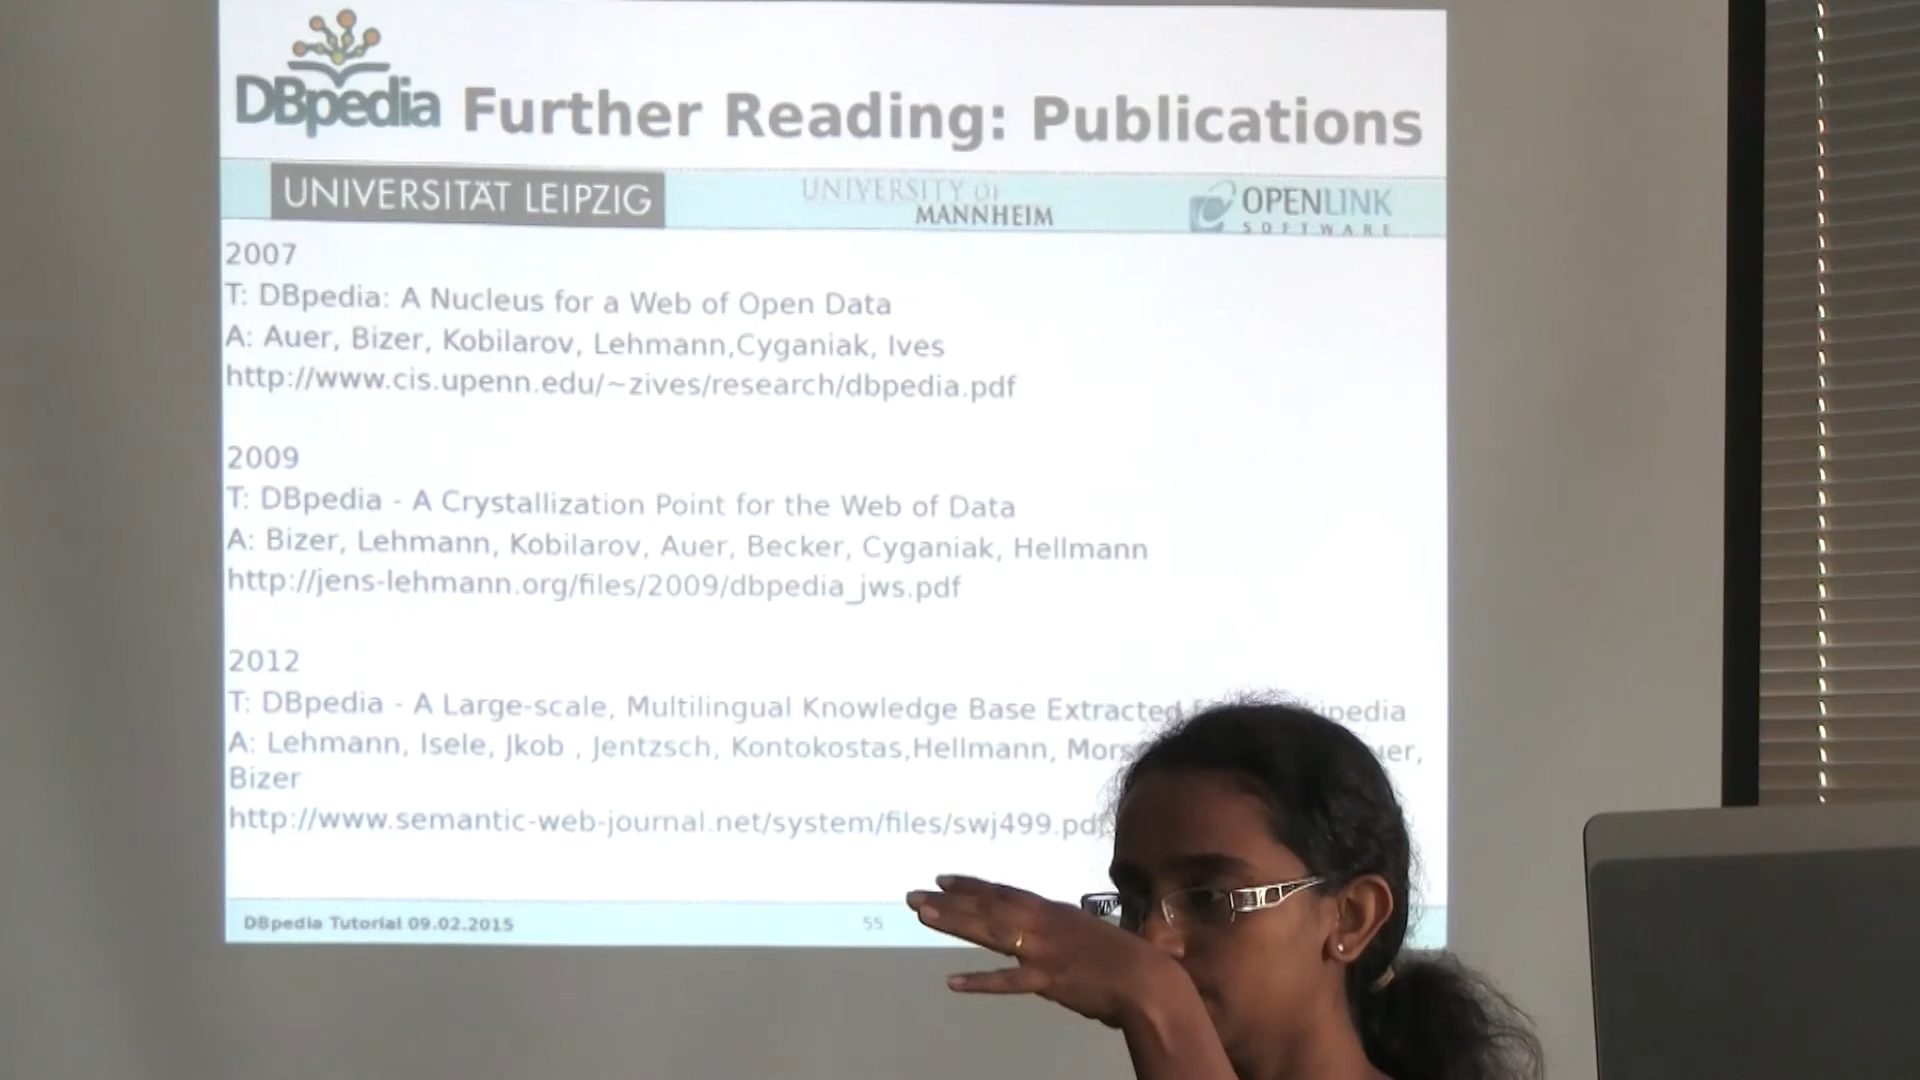 DBpedia Further Reading: Publications
UNIVERSITÄT LEIPZIG
UNIVERSITY OF
MANNHEIM
OPENLINK
SOFTWARE
2007
T: DBpedia: A Nucleus for a Web of Open Data
A: Auer, Bizer, Kobilarov, Lehmann,Cyganiak, Ives
http://www.cis.upenn.edu/~zives/research/dbpedia.pdf
2009
T: DBpedia - A Crystallization Point for the Web of Data
A: Bizer, Lehmann, Kobilarov, Auer, Becker, Cyganiak, Hellmann
http://jens-lehmann.org/files/2009/dbpedia_jws.pdf
2012
T: DBpedia - A Large-scale, Multilingual Knowledge Base Extracted
A: Lehmann, Isele, Jkob , Jentzsch, Kontokostas,Hellmann,
Bizer
http://www.semantic-web-journal.net/system/files/swj499.pdf
DBpedia Tutorial 09.02.2015
55